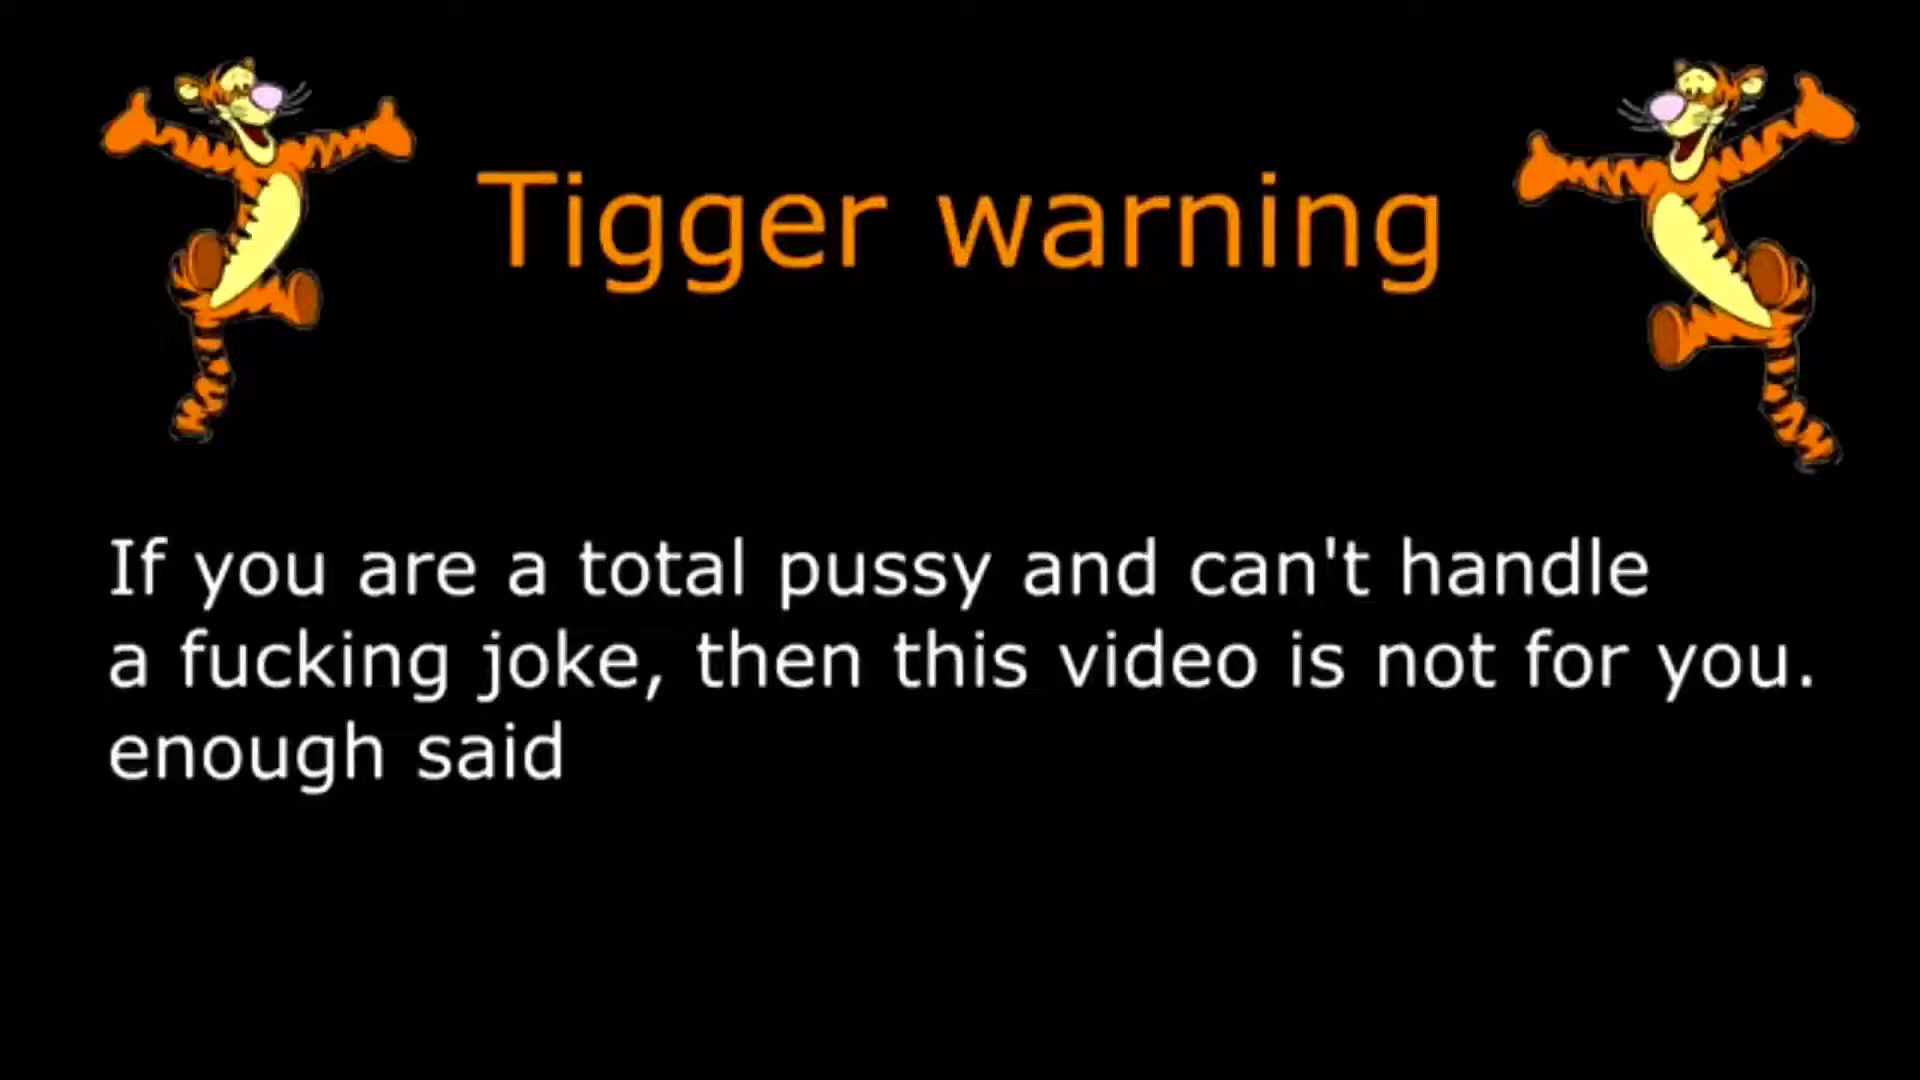 Tigger warning
If you are a total pussy and can't handle
a fucking joke, then this video is not for you.
enough said